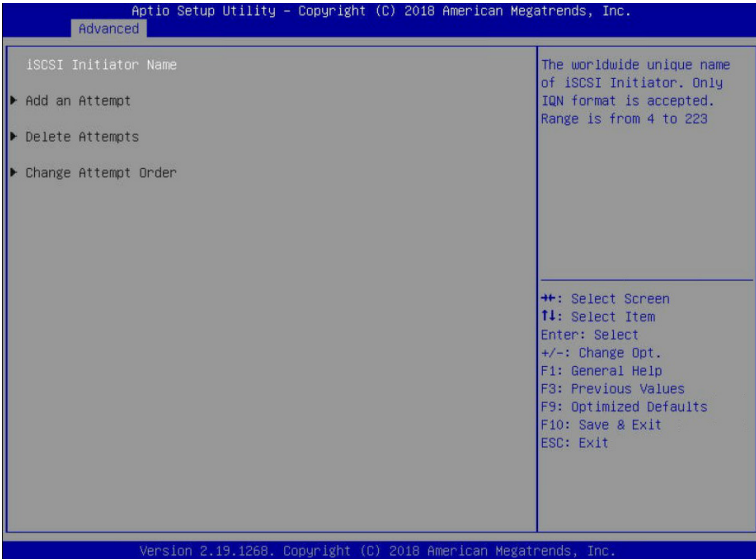 Aptio Setup Utility – Copyright (C) 2018 American Megatrends, Inc.
Advanced
iSCSI Initiator Name
Add an Attempt
Delete Attempts
Change Attempt Order
The worldwide unique name
of iSCSI Initiator. Only
IQN format is accepted.
Range is from 4 to 223
: Select Screen
↑↓: Select Item
Enter: Select
+/-: Change Opt.
F1: General Help
F3: Previous Values
F9: Optimized Defaults
F10: Save & Exit
ESC: Exit
Version 2.19.1268. Copyright (C) 2018 American Megatrends, Inc.